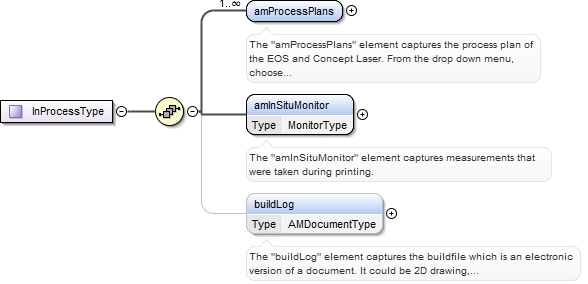 1..∞
amProcessPlans
The "amProcessPlans" element captures the process plan of
the EOS and Concept Laser. From the drop down menu,
choose...
InProcessType
amInSituMonitor
Type MonitorType
The "amInSituMonitor" element captures measurements that
were taken during printing.
buildLog
Type AMDocumentType
The "buildLog" element captures the buildfile which is an electronic
version of a document. It could be 2D drawing,...